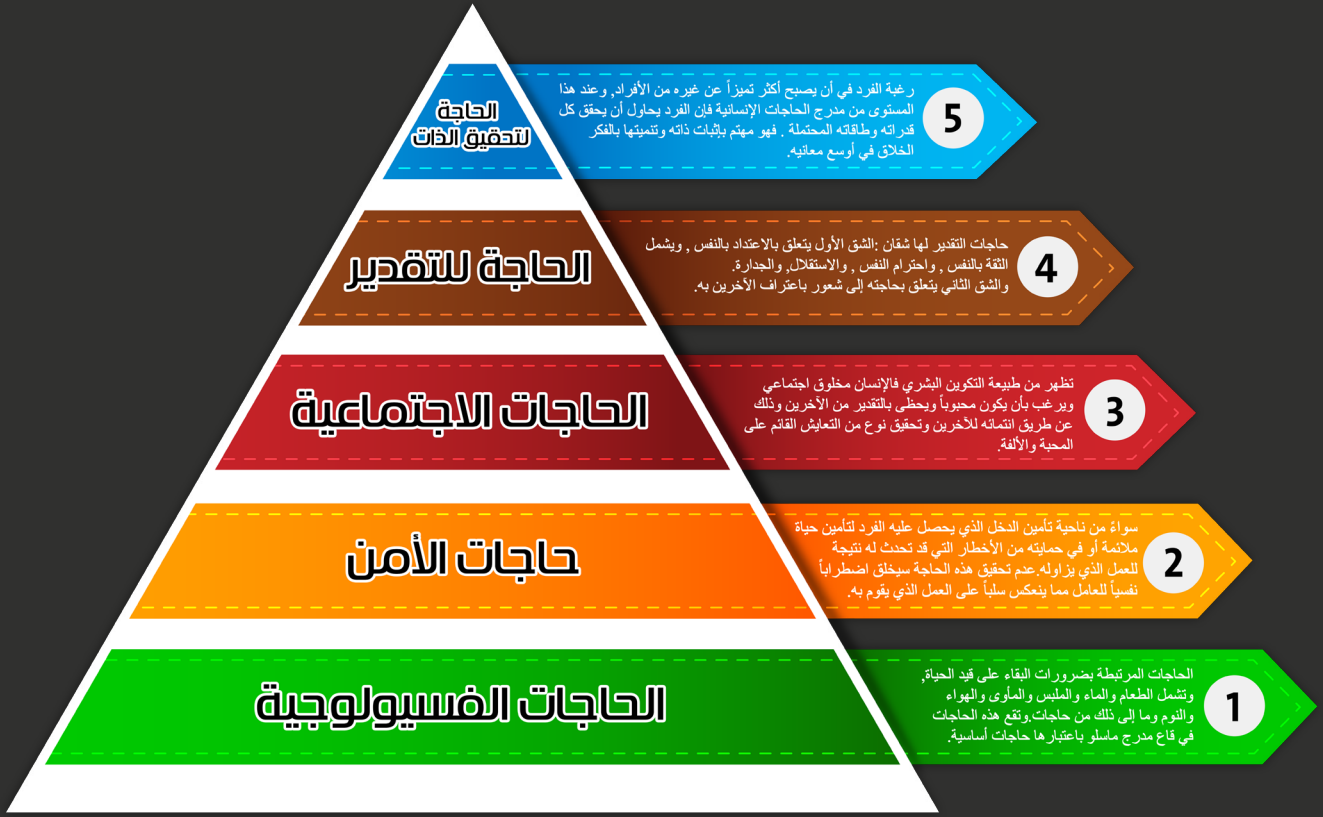 الحاجة
لتحقيق الذات
رغبة الفرد في أن يصبح أكثر تميزاً عن غيره من الأفراد, وعند هذا
المستوى من مدرج الحاجات الإنسانية فإن الفرد يحاول أن يحقق كل
قدراته وطاقاته المحتملة . فهو مهتم بإثبات ذاته وتنميتها بالفكر
الخلاق في أوسع معانيه.
5
الحاجة للتقدير
حاجات التقدير لها شقان :الشق الأول يتعلق بالاعتداد بالنفس , ويشمل
الثقة بالنفس , واحترام النفس , والاستقلال, والجدارة.
والشق الثاني يتعلق بحاجته إلى شعور باعتراف الآخرين به.
4
الحاجات الاجتماعية
تظهر من طبيعة التكوين البشري فالإنسان مخلوق اجتماعي
ويرغب بأن يكون محبوباً ويحظى بالتقدير من الآخرين وذلك
عن طريق انتمائه للآخرين وتحقيق نوع من التعايش القائم على
المحبة والألفة.
3
حاجات الأمن
سواءً من ناحية تأمين الدخل الذي يحصل عليه الفرد لتأمين حياة
ملائمة أو في حمايته من الأخطار التي قد تحدث له نتيجة
للعمل الذي يزاوله.عدم تحقيق هذه الحاجة سيخلق اضطراباً
نفسياً للعامل مما ينعكس سلباً على العمل الذي يقوم به.
2
الحاجات الفسيولوجية
الحاجات المرتبطة بضرورات البقاء على قيد الحياة,
وتشمل الطعام والماء والملبس والمأوى والهواء
والنوم وما إلى ذلك من حاجات.وتقع هذه الحاجات
في قاع مدرج ماسلو باعتبارها حاجات أساسية.
1